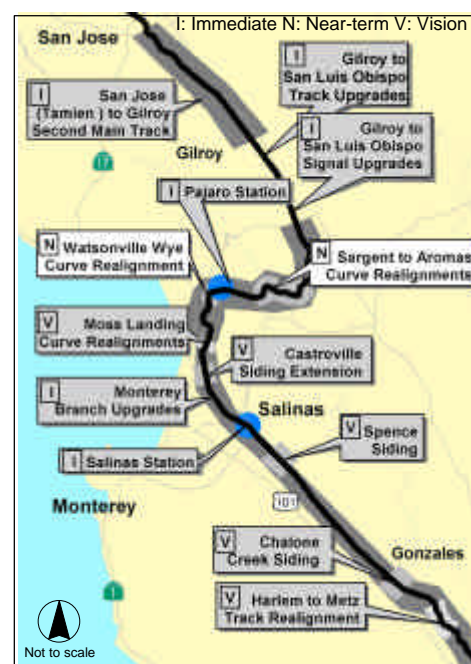 I: Immediate N: Near-term V: Vision
San Jose
I Gilroy to
San Luis Obispo
Track Upgrades
I San Jose
(Tamien ) to Gilroy
Second Main Track
I Gilroy to
San Luis Obispo
Signal Upgrades
17
Gilroy
I Pajaro Station
N Watsonville Wye
Curve Realignment
N Sargent to Aromas
Curve Realignments
V Moss Landing
Curve Realignments
V Castroville
Siding Extension
I Monterey
Branch Upgrades
Salinas
V Spence
Siding
I Salinas Station
101
Monterey
V Chalone
Creek Siding
Gonzales
1
V Harlem to Metz
Track Realignment
Not to scale